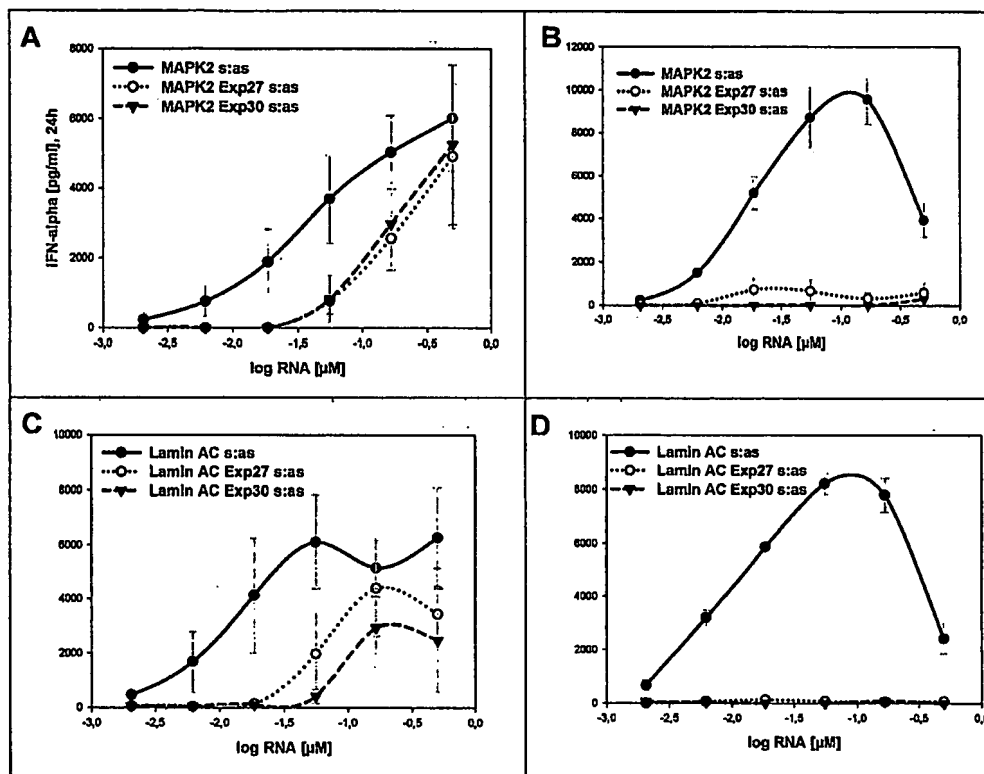 A
8000
6000
4000
2000
0
IFN-alpha [pg/ml], 24h
MAPK2 s:as
MAPK2 Exp27 s:as
MAPK2 Exp30 s:as
-3,0 -2,5 -2,0 -1,5 -1,0 -0,5 0,0
log RNA [µM]
B
12000
10000
8000
6000
4000
2000
0
MAPK2 s:as
MAPK2 Exp27 s:as
MAPK2 Exp30 s:as
-3,0 -2,5 -2,0 -1,5 -1,0 -0,5 0,0
log RNA [µM]
C
10000
8000
6000
4000
2000
0
Lamin AC s:as
Lamin AC Exp27 s:as
Lamin AC Exp30 s:as
-3,0 -2,5 -2,0 -1,5 -1,0 -0,5 0,0
log RNA [µM]
D
10000
8000
6000
4000
2000
0
Lamin AC s:as
Lamin AC Exp27 s:as
Lamin AC Exp30 s:as
-3,0 -2,5 -2,0 -1,5 -1,0 -0,5 0,0
log RNA [µM]